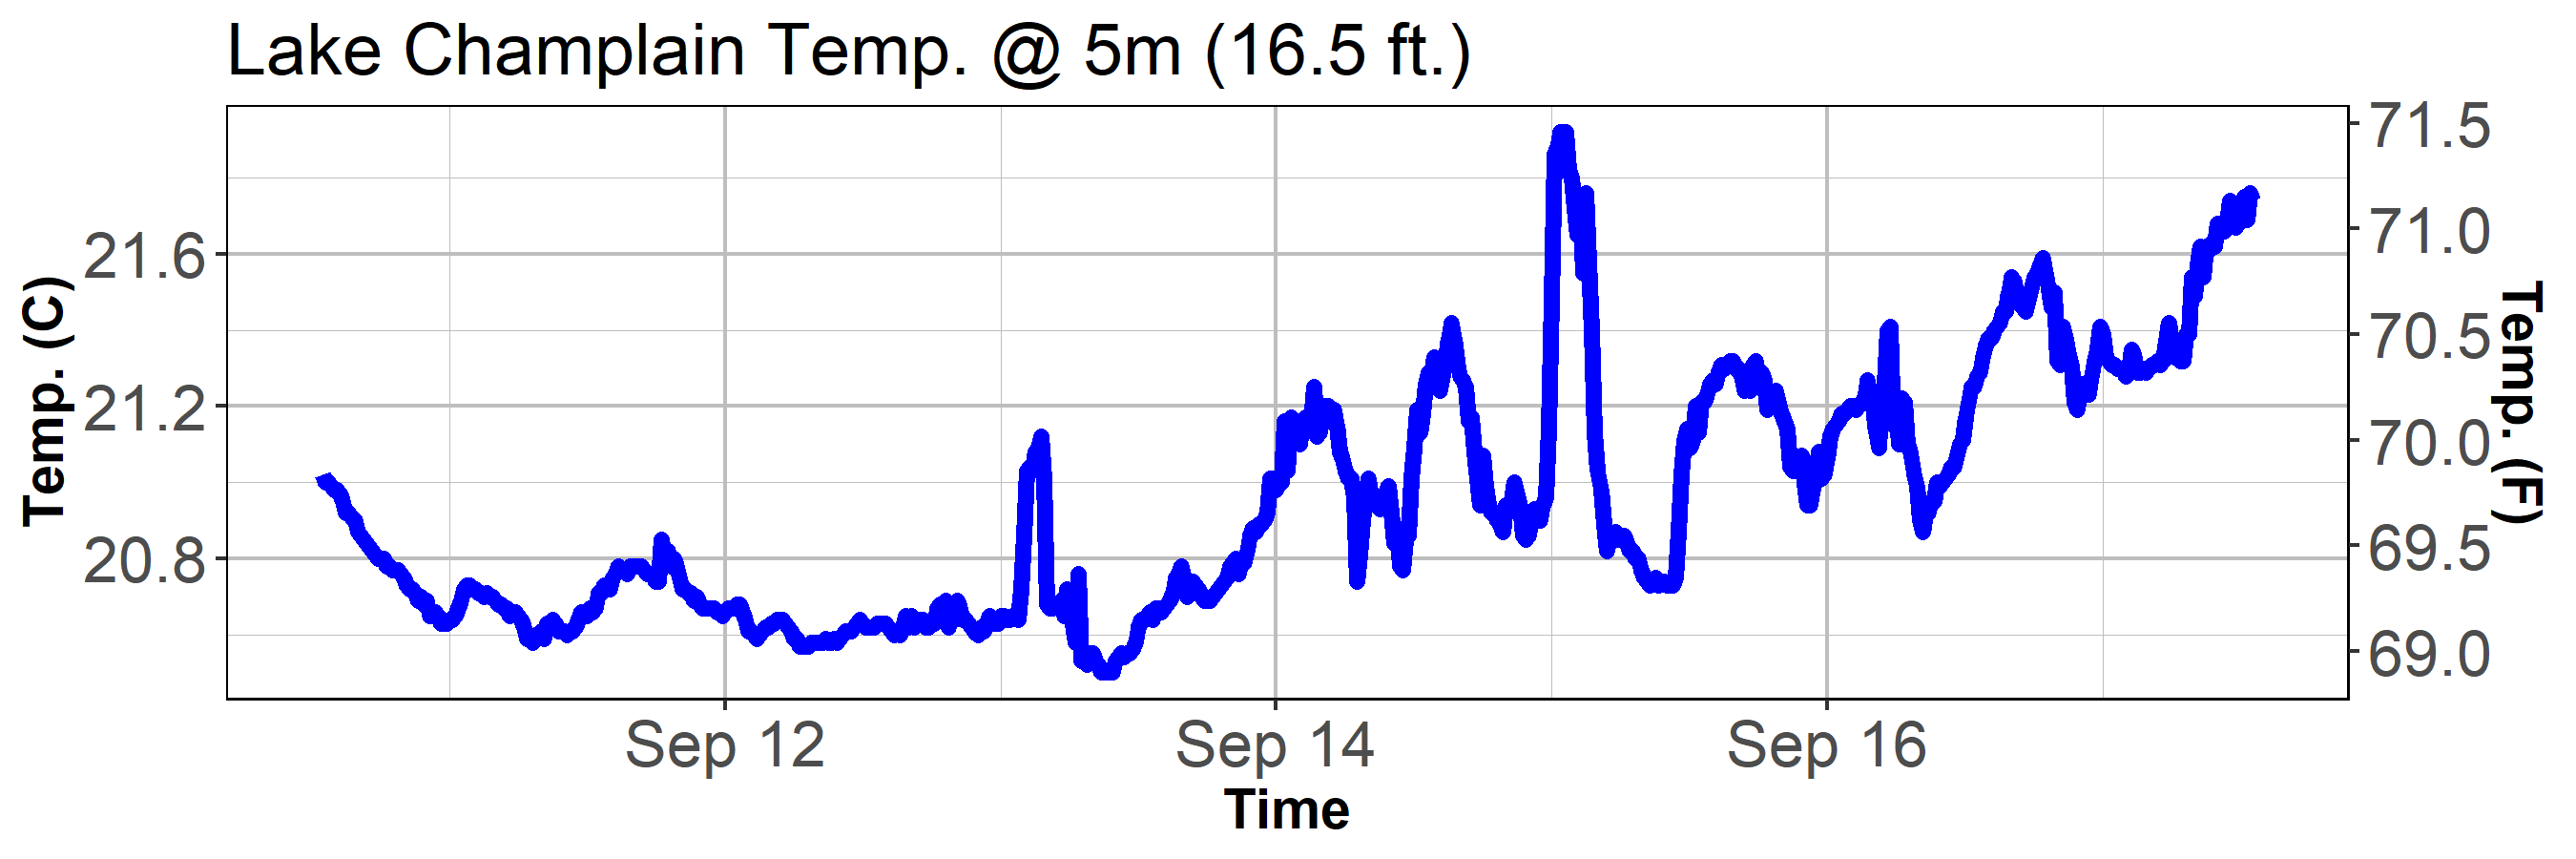 Lake Champlain Temp. @ 5m (16.5 ft.)
Temp. (C)
21.6
21.2
20.8
71.5
71.0
70.5
70.0
69.5
69.0
Temp. (F)
Sep 12 Sep 14 Sep 16
Time